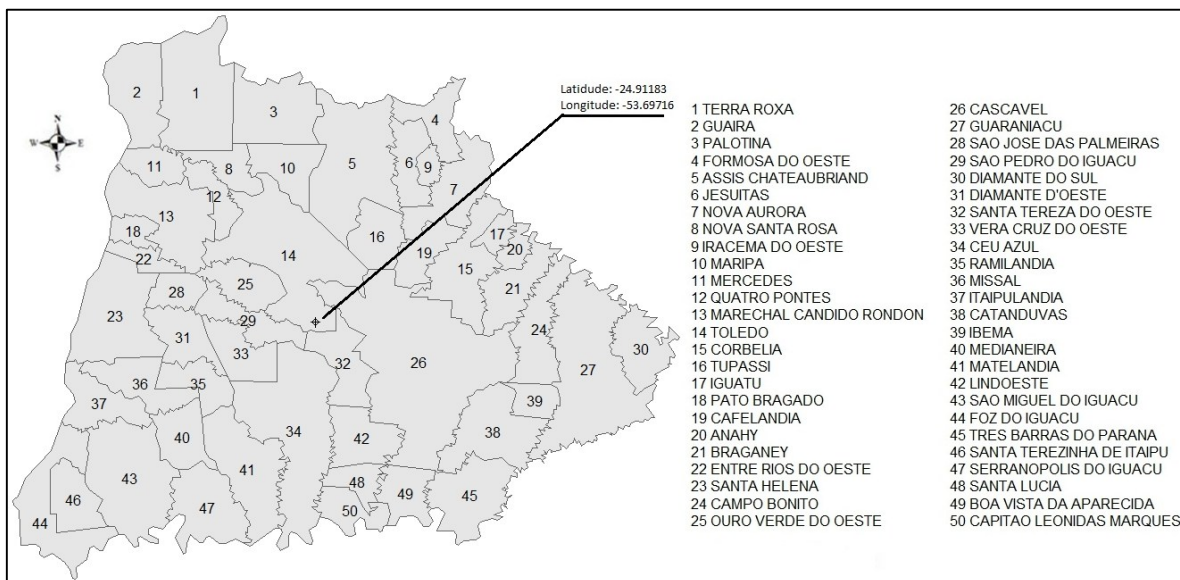 N
W E
S
Latidude: -24.91183
Longitude: -53.69716
2
1
3
4
11
8
10
5
6
9
7
12
13
18
16
17
22
14
19
20
15
25
21
28
23
29
24
31
33
32
26
27
30
36
35
37
39
40
34
42
38
41
43
48
49
45
46
47
50
44
1 TERRA ROXA
2 GUAIRA
3 PALOTINA
4 FORMOSA DO OESTE
5 ASSIS CHATEAUBRIAND
6 JESUITAS
7 NOVA AURORA
8 NOVA SANTA ROSA
9 IRACEMA DO OESTE
10 MARIPA
11 MERCEDES
12 QUATRO PONTES
13 MARECHAL CANDIDO RONDON
14 TOLEDO
15 CORBELIA
16 TUPASSI
17 IGUATU
18 PATO BRAGADO
19 CAFELANDIA
20 ANAHY
21 BRAGANEY
22 ENTRE RIOS DO OESTE
23 SANTA HELENA
24 CAMPO BONITO
25 OURO VERDE DO OESTE
26 CASCAVEL
27 GUARANIACU
28 SAO JOSE DAS PALMEIRAS
29 SAO PEDRO DO IGUACU
30 DIAMANTE DO SUL
31 DIAMANTE D'OESTE
32 SANTA TEREZA DO OESTE
33 VERA CRUZ DO OESTE
34 CEU AZUL
35 RAMILANDIA
36 MISSAL
37 ITAIPULANDIA
38 CATANDUVAS
39 IBEMA
40 MEDIANEIRA
41 MATELANDIA
42 LINDOESTE
43 SAO MIGUEL DO IGUACU
44 FOZ DO IGUACU
45 TRES BARRAS DO PARANA
46 SANTA TEREZINHA DE ITAIPU
47 SERRANOPOLIS DO IGUACU
48 SANTA LUCIA
49 BOA VISTA DA APARECIDA
50 CAPITAO LEONIDAS MARQUES